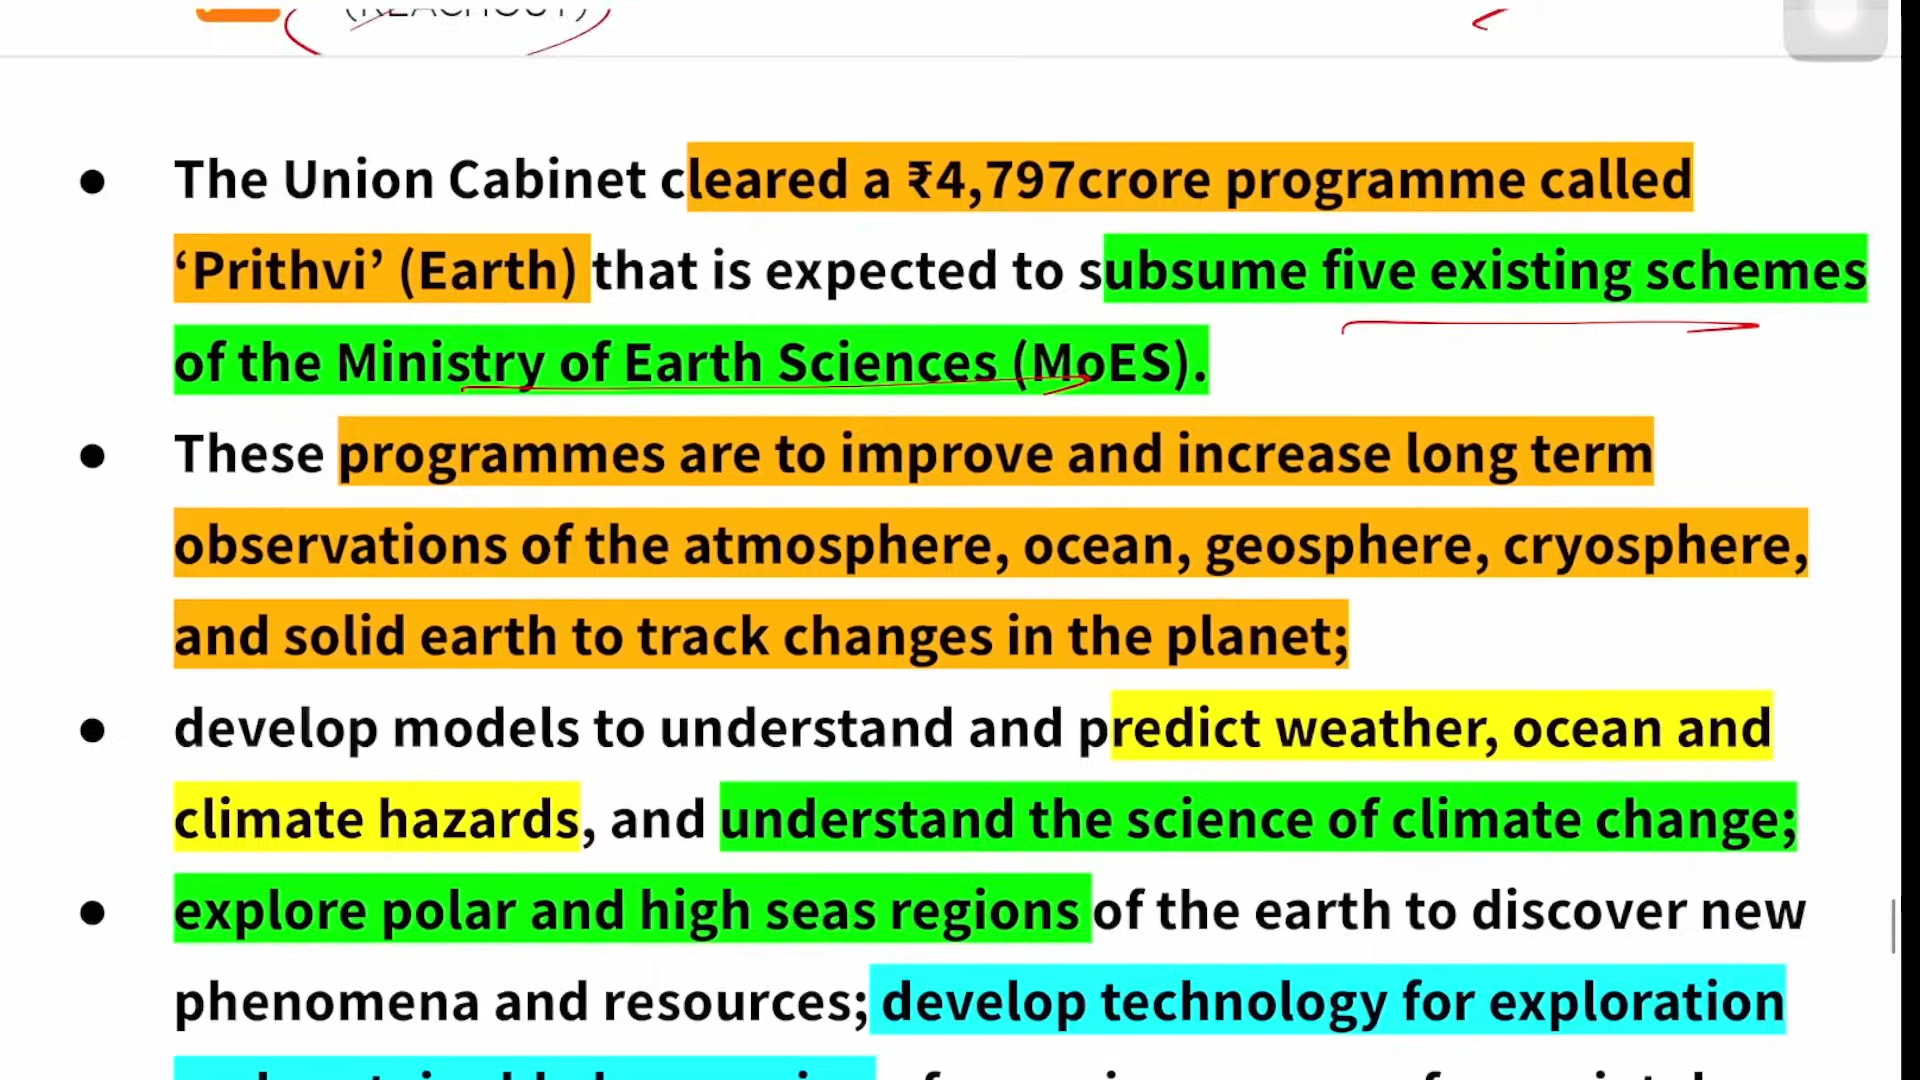 (REACHOUT)
● The Union Cabinet cleared a ₹4,797crore programme called
‘Prithvi’ (Earth) that is expected to subsume five existing schemes
of the Ministry of Earth Sciences (MoES).
● These programmes are to improve and increase long term
observations of the atmosphere, ocean, geosphere, cryosphere,
and solid earth to track changes in the planet;
● develop models to understand and predict weather, ocean and
climate hazards, and understand the science of climate change;
● explore polar and high seas regions of the earth to discover new
phenomena and resources; develop technology for exploration